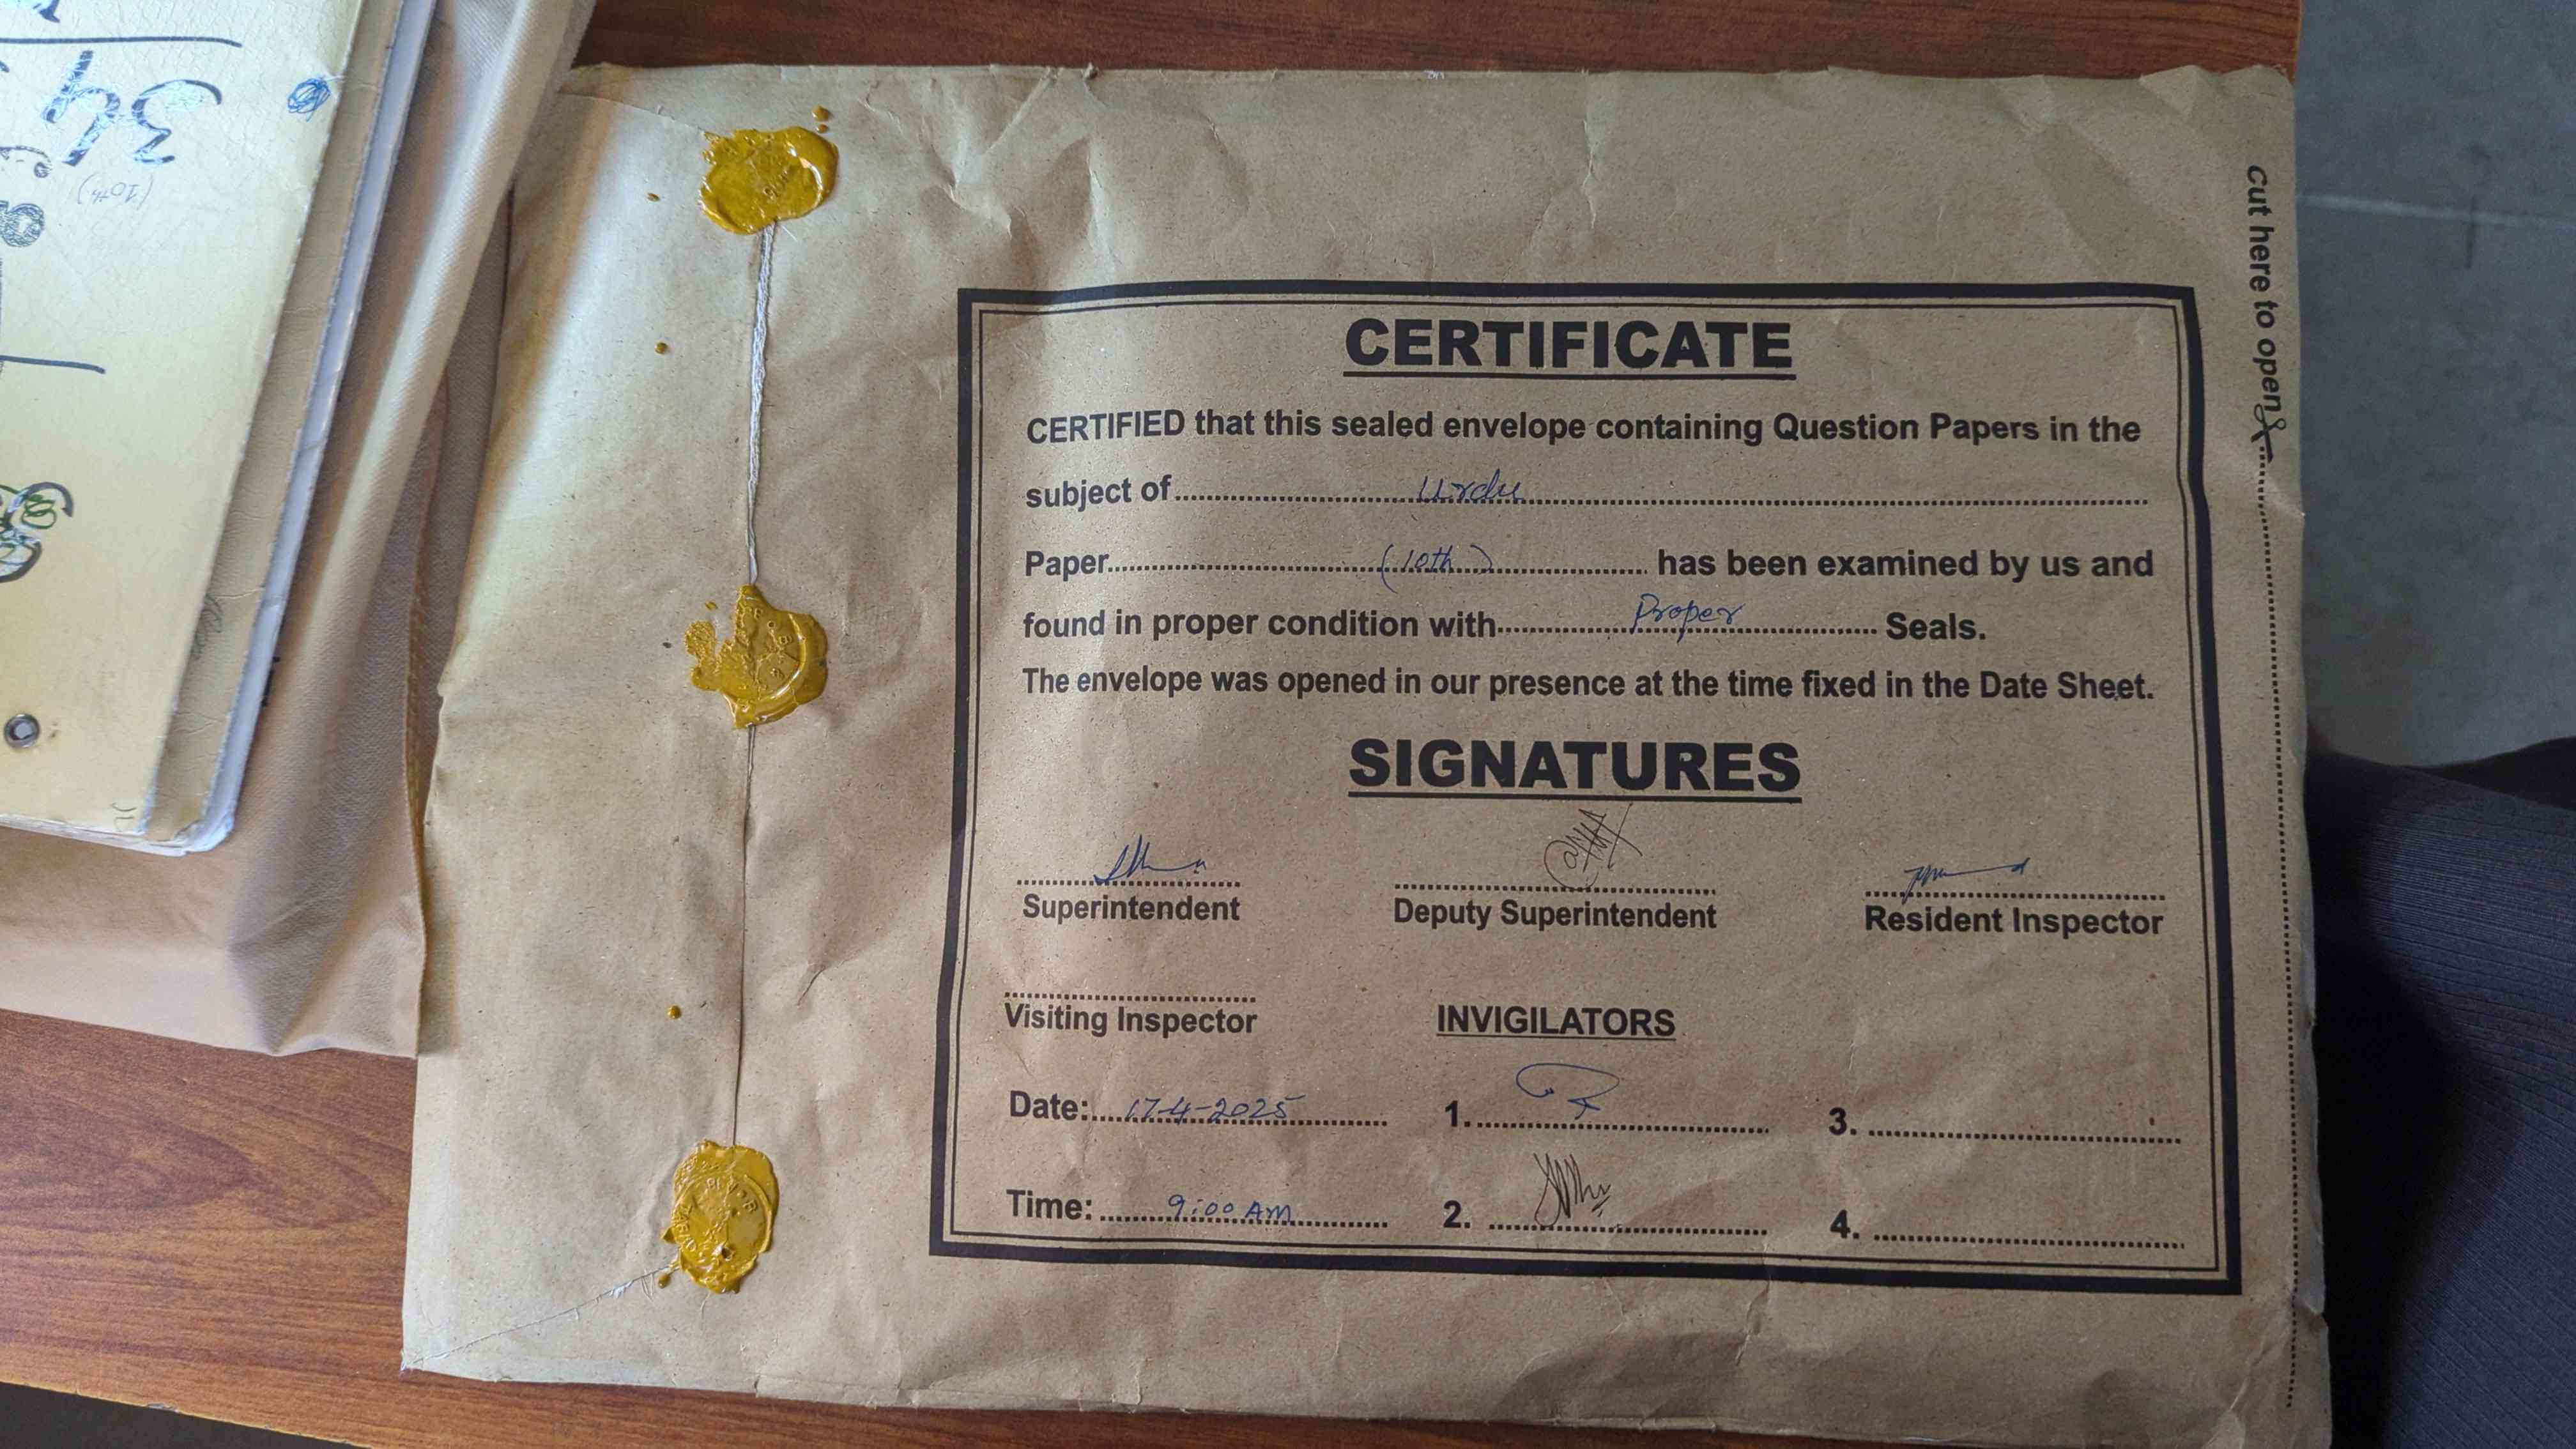 CERTIFICATE
CERTIFIED that this sealed envelope containing Question Papers in the
subject of Urdu
Paper (10th) has been examined by us and
found in proper condition with Proper Seals.
The envelope was opened in our presence at the time fixed in the Date Sheet.
SIGNATURES
Superintendent
Deputy Superintendent
Resident Inspector
Visiting Inspector
INVIGILATORS
Date: 17-4-2025
1.
3.
Time: 9:00 AM
2.
4.
Cut here to open
34
(10th)